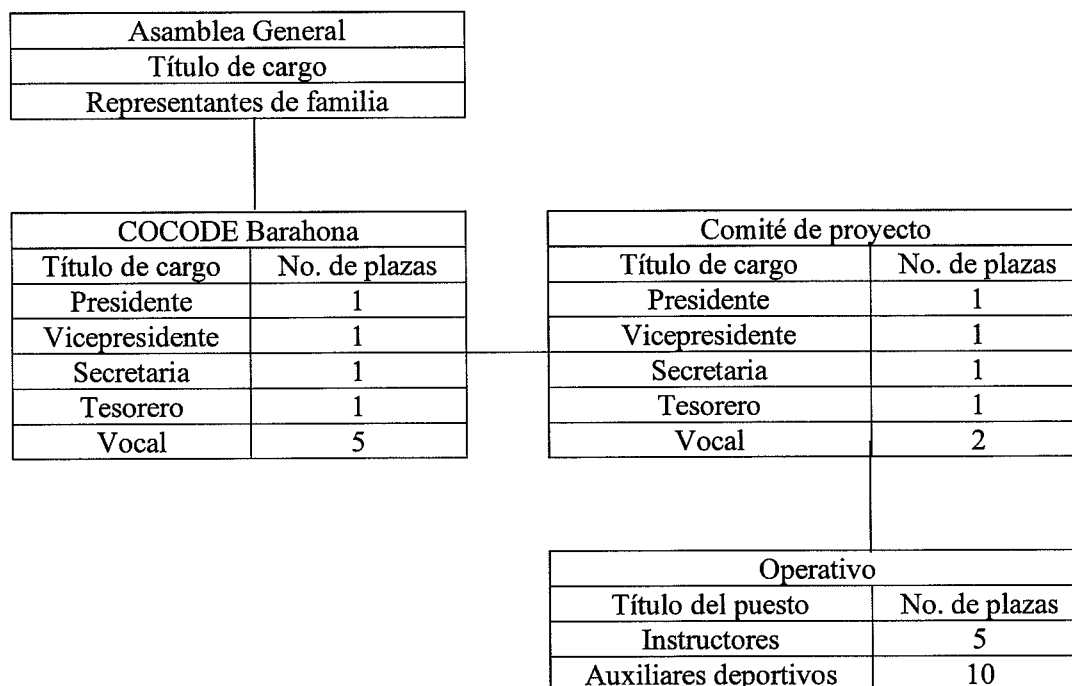 Asamblea General
Título de cargo
Representantes de familia
COCODE Barahona
Título de cargo No. de plazas
Presidente 1
Vicepresidente 1
Secretaria 1
Tesorero 1
Vocal 5
Comité de proyecto
Título de cargo No. de plazas
Presidente 1
Vicepresidente 1
Secretaria 1
Tesorero 1
Vocal 2
Operativo
Título del puesto No. de plazas
Instructores 5
Auxiliares deportivos 10